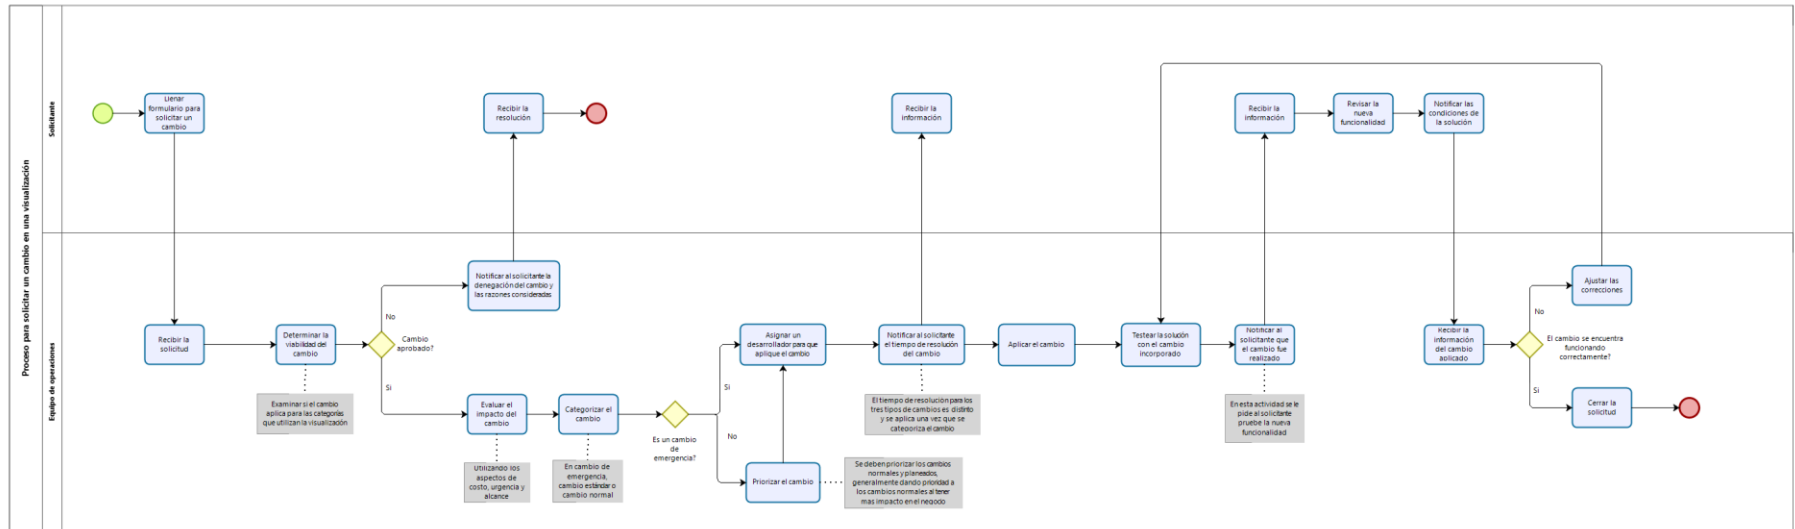 Proceso para solicitar un cambio en una visualización
Solicitante
Llenar
formulario para
solicitar un
cambio
Recibir la
resolución
Recibir la
información
Recibir la
información
Revisar la
nueva
funcionalidad
Notificar las
condiciones de
la solución
Equipo de operaciones
Recibir la
solicitud
Determinar la
viabilidad del
cambio
Examinar si el cambio
aplica para las categorías
que utilizan la visualización
Cambio
aprobado?
No
Notificar al solicitante la
denegación del cambio y
las razones consideradas
Si
Evaluar el
impacto del
cambio
Utilizando los
aspectos de
costo, urgencia y
alcance
Categorizar el
cambio
En cambio de
emergencia,
cambio estándar o
cambio normal
Es un cambio
de
emergencia?
Si
No
Asignar un
desarrollador para que
aplique el cambio
Priorizar el cambio
Se deben priorizar los cambios
normales y planeados,
generalmente dando prioridad a
los cambios normales al tener
mas impacto en el negocio
Notificar al solicitante
el tiempo de resolución
del cambio
El tiempo de resolución para los
tres tipos de cambios es distinto
y se aplica una vez que se
categoriza el cambio
Aplicar el cambio
Testear la solución
con el cambio
incorporado
Notificar al
solicitante que
el cambio fue
realizado
En esta actividad se le
pide al solicitante
pruebe la nueva
funcionalidad
Recibir la
información
del cambio
aplicado
El cambio se encuentra
funcionando
correctamente?
No
Ajustar las
correcciones
Si
Cerrar la
solicitud